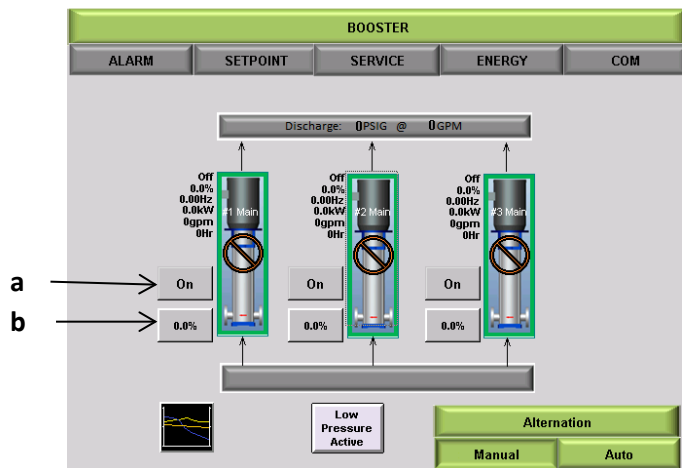 BOOSTER
ALARM SETPOINT SERVICE ENERGY COM
Discharge: 0PSIG @ 0GPM
Off
0.0%
0.00Hz
0.0kW
0gpm
0Hr
#1 Main
Off
0.0%
0.00Hz
0.0kW
0gpm
0Hr
#2 Main
Off
0.0%
0.00Hz
0.0kW
0gpm
0Hr
#3 Main
a
On
On
On
b
0.0%
0.0%
0.0%
Low
Pressure
Active
Alternation
Manual Auto